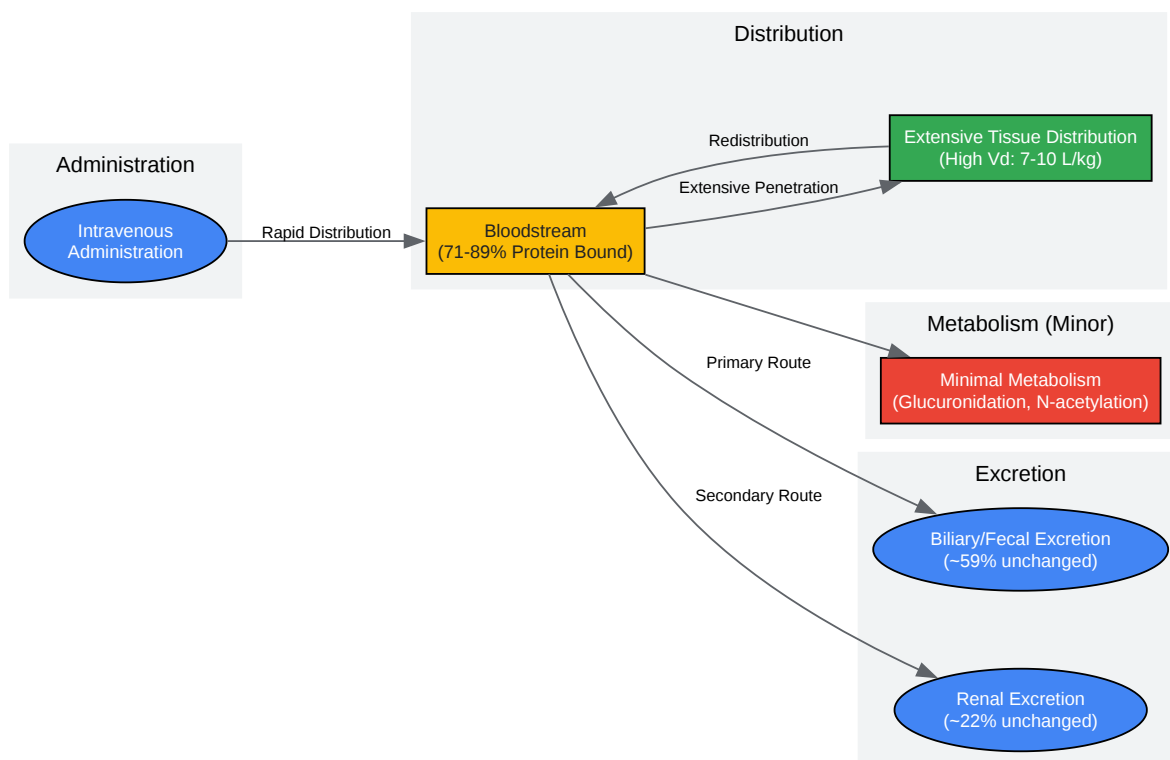 Administration
Intravenous
Administration
Rapid Distribution
Distribution
Bloodstream
(71-89% Protein Bound)
Redistribution
Extensive Penetration
Extensive Tissue Distribution
(High Vd: 7-10 L/kg)
Metabolism (Minor)
Minimal Metabolism
(Glucuronidation, N-acetylation)
Primary Route
Secondary Route
Excretion
Biliary/Fecal Excretion
(~59% unchanged)
Renal Excretion
(~22% unchanged)